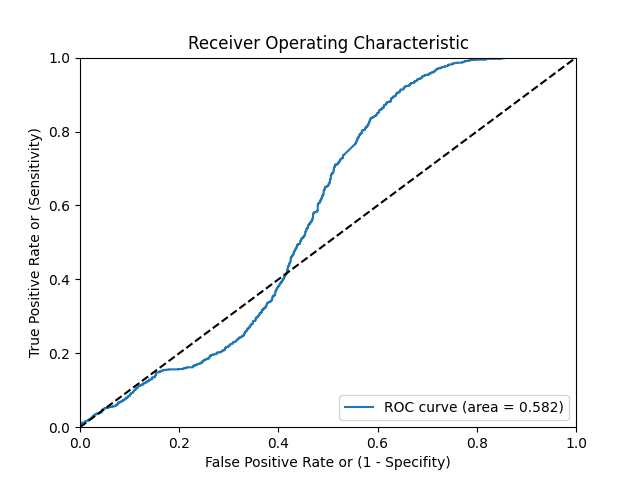 Receiver Operating Characteristic
1.0
0.8
0.6
0.4
0.2
0.0
True Positive Rate or (Sensitivity)
ROC curve (area = 0.582)
0.0 0.2 0.4 0.6 0.8 1.0
False Positive Rate or (1 - Specifity)